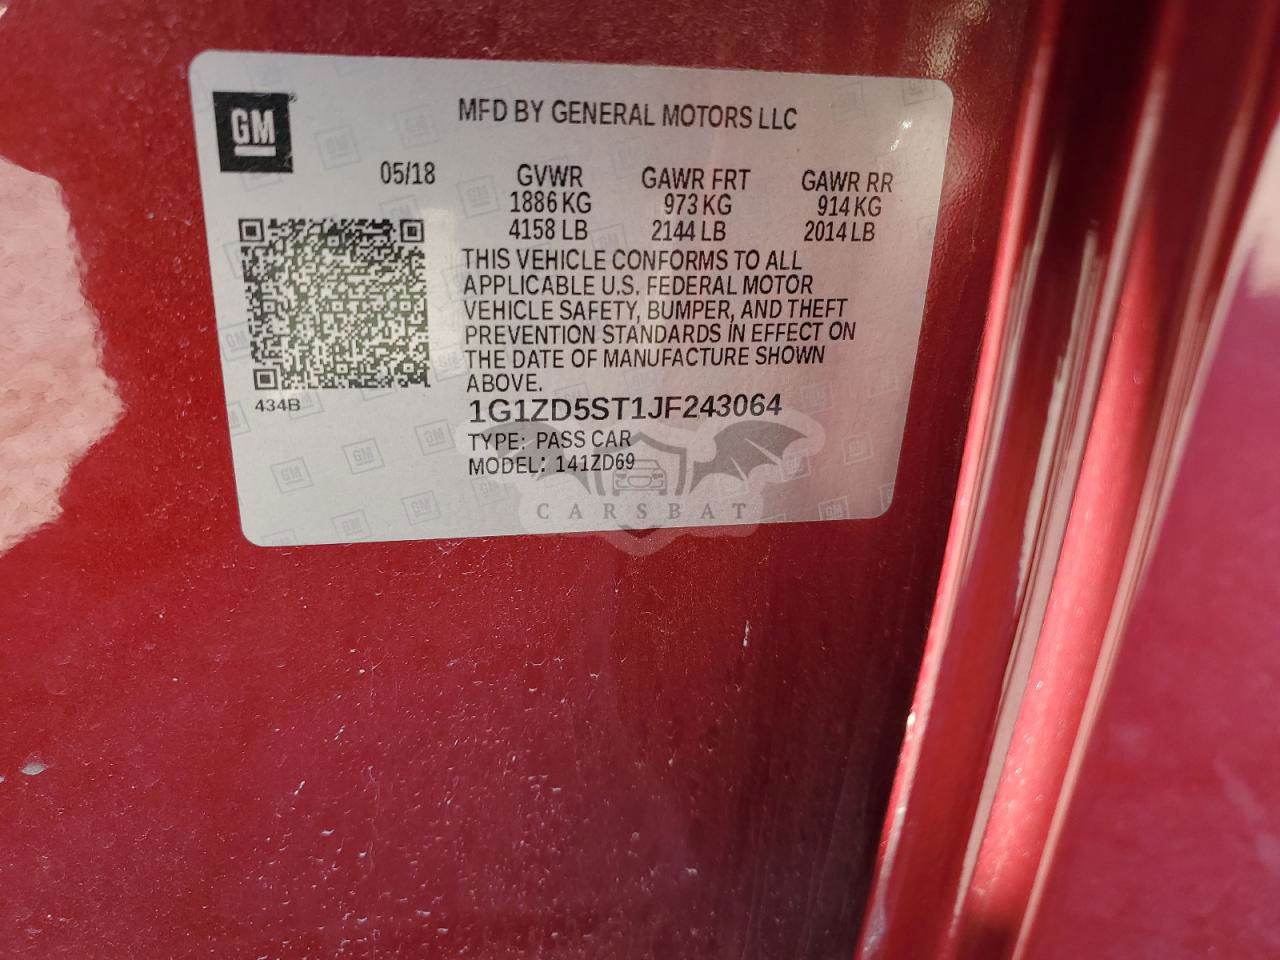 GM
MFD BY GENERAL MOTORS LLC
05/18 GVWR GAWR FRT GAWR RR
1886 KG 973 KG 914 KG
4158 LB 2144 LB 2014 LB
THIS VEHICLE CONFORMS TO ALL
APPLICABLE U.S. FEDERAL MOTOR
VEHICLE SAFETY, BUMPER, AND THEFT
PREVENTION STANDARDS IN EFFECT ON
THE DATE OF MANUFACTURE SHOWN
ABOVE.
434B
1G1ZD5ST1JF243064
TYPE: PASS CAR
MODEL: 141ZD69
CARSBAT